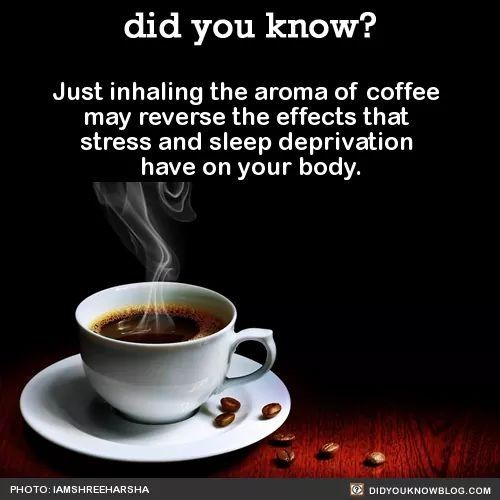 did you know?
Just inhaling the aroma of coffee
may reverse the effects that
stress and sleep deprivation
have on your body.
PHOTO: IAMSHREEHARSHA
DIDYOUKNOWBLOG.COM